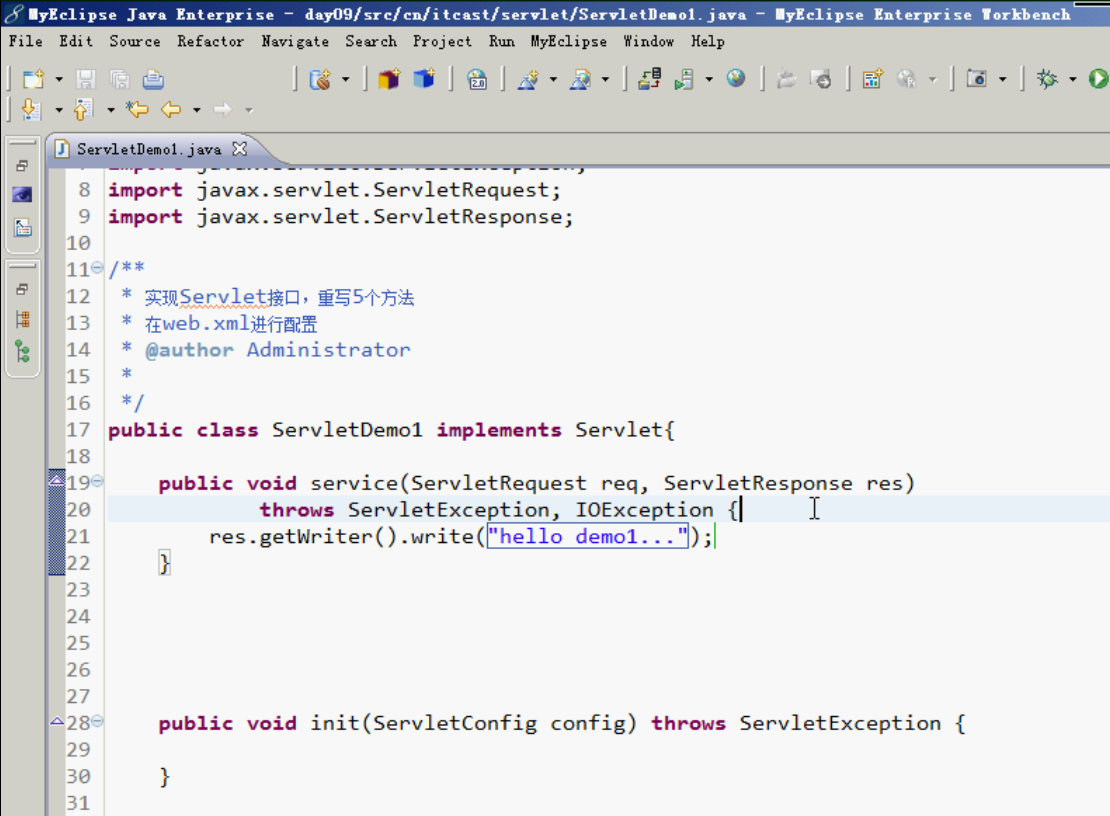 MyEclipse Java Enterprise - day09/src/cn/itcast/servlet/ServletDemo1.java - MyEclipse Enterprise Workbench
File Edit Source Refactor Navigate Search Project Run MyEclipse Window Help
2.0
ServletDemo1.java
8 import javax.servlet.ServletRequest;
9 import javax.servlet.ServletResponse;
10
11 /**
12 * 实现Servlet接口，重写5个方法
13 * 在web.xml进行配置
14 * @author Administrator
15 *
16 */
17 public class ServletDemo1 implements Servlet{
18
19 public void service(ServletRequest req, ServletResponse res)
20 throws ServletException, IOException {
21 res.getWriter().write("hello demo1...");
22 }
23
24
25
26
27
28 public void init(ServletConfig config) throws ServletException {
29
30 }
31